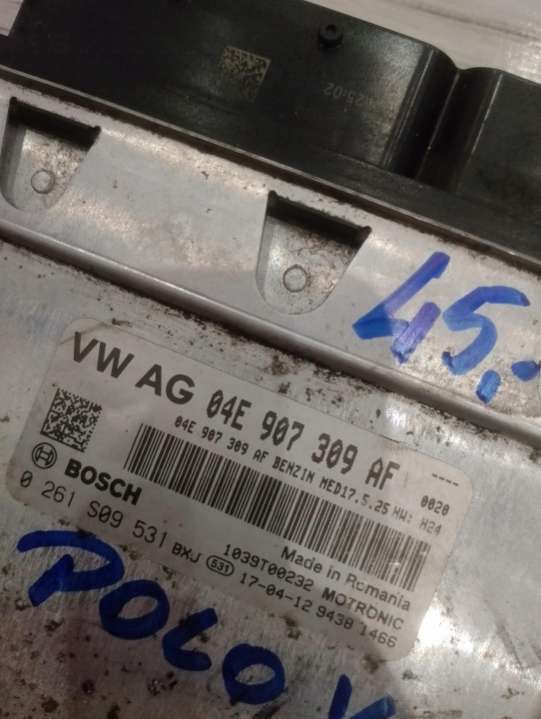 45,-
VW AG 04E 907 309 AF ----
04E 907 309 AF BENZIN MED17.5.25 HW: H24
0020
BOSCH
0 261 S09 531
Made in Romania
1039T00232 MOTRONIC
BXJ 531 17-04-12 9438 1466
POLO